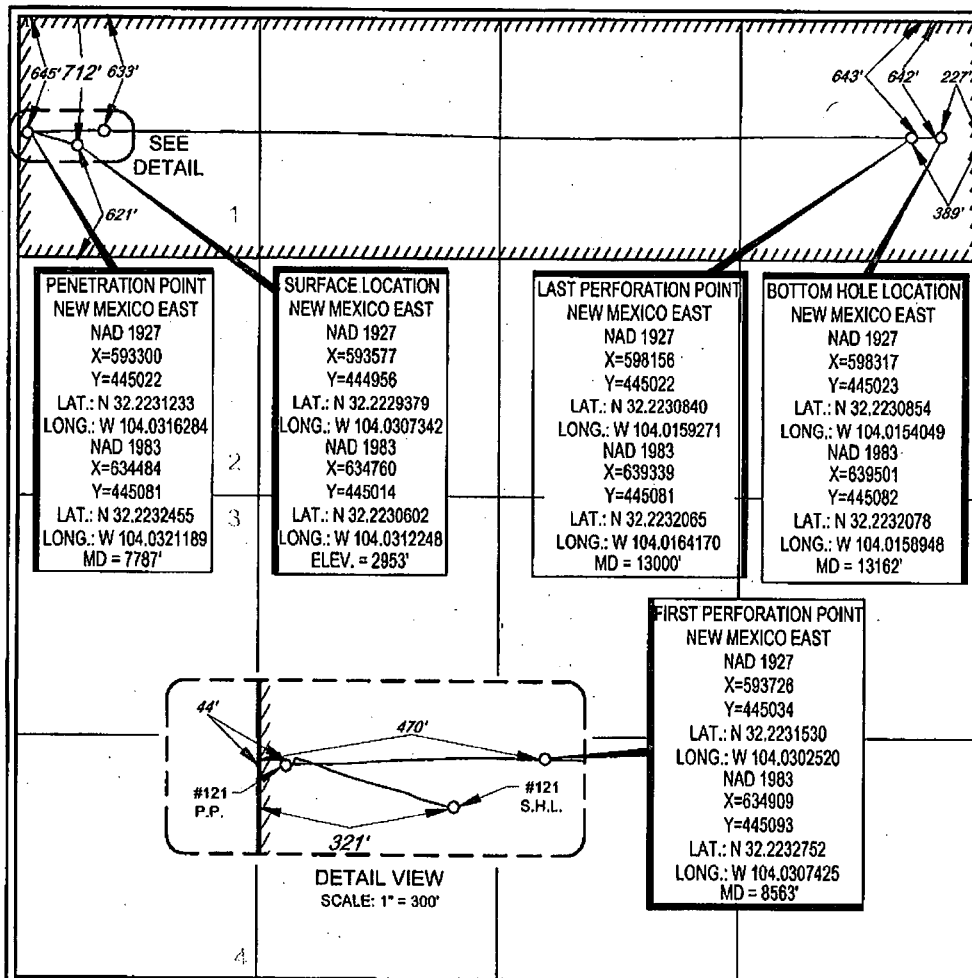 645' 712' 633'
643' 642' 227'
SEE
DETAIL
621'
389'
1
PENETRATION POINT
NEW MEXICO EAST
NAD 1927
X=593300
Y=445022
LAT.: N 32.2231233
LONG.: W 104.0316284
NAD 1983
X=634484
Y=445081
LAT.: N 32.2232455
LONG.: W 104.0321189
MD = 7787'
SURFACE LOCATION
NEW MEXICO EAST
NAD 1927
X=593577
Y=444956
LAT.: N 32.2229379
LONG.: W 104.0307342
NAD 1983
X=634760
Y=445014
LAT.: N 32.2230602
LONG.: W 104.0312248
ELEV. = 2953'
LAST PERFORATION POINT
NEW MEXICO EAST
NAD 1927
X=598156
Y=445022
LAT.: N 32.2230840
LONG.: W 104.0159271
NAD 1983
X=639339
Y=445081
LAT.: N 32.2232065
LONG.: W 104.0164170
MD = 13000'
BOTTOM HOLE LOCATION
NEW MEXICO EAST
NAD 1927
X=598317
Y=445023
LAT.: N 32.2230854
LONG.: W 104.0154049
NAD 1983
X=639501
Y=445082
LAT.: N 32.2232078
LONG.: W 104.0158948
MD = 13162'
2
3
FIRST PERFORATION POINT
NEW MEXICO EAST
NAD 1927
X=593726
Y=445034
LAT.: N 32.2231530
LONG.: W 104.0302520
NAD 1983
X=634909
Y=445093
LAT.: N 32.2232752
LONG.: W 104.0307425
MD = 8563'
44'
470'
#121
P.P.
#121
S.H.L.
321'
DETAIL VIEW
SCALE: 1" = 300'
4